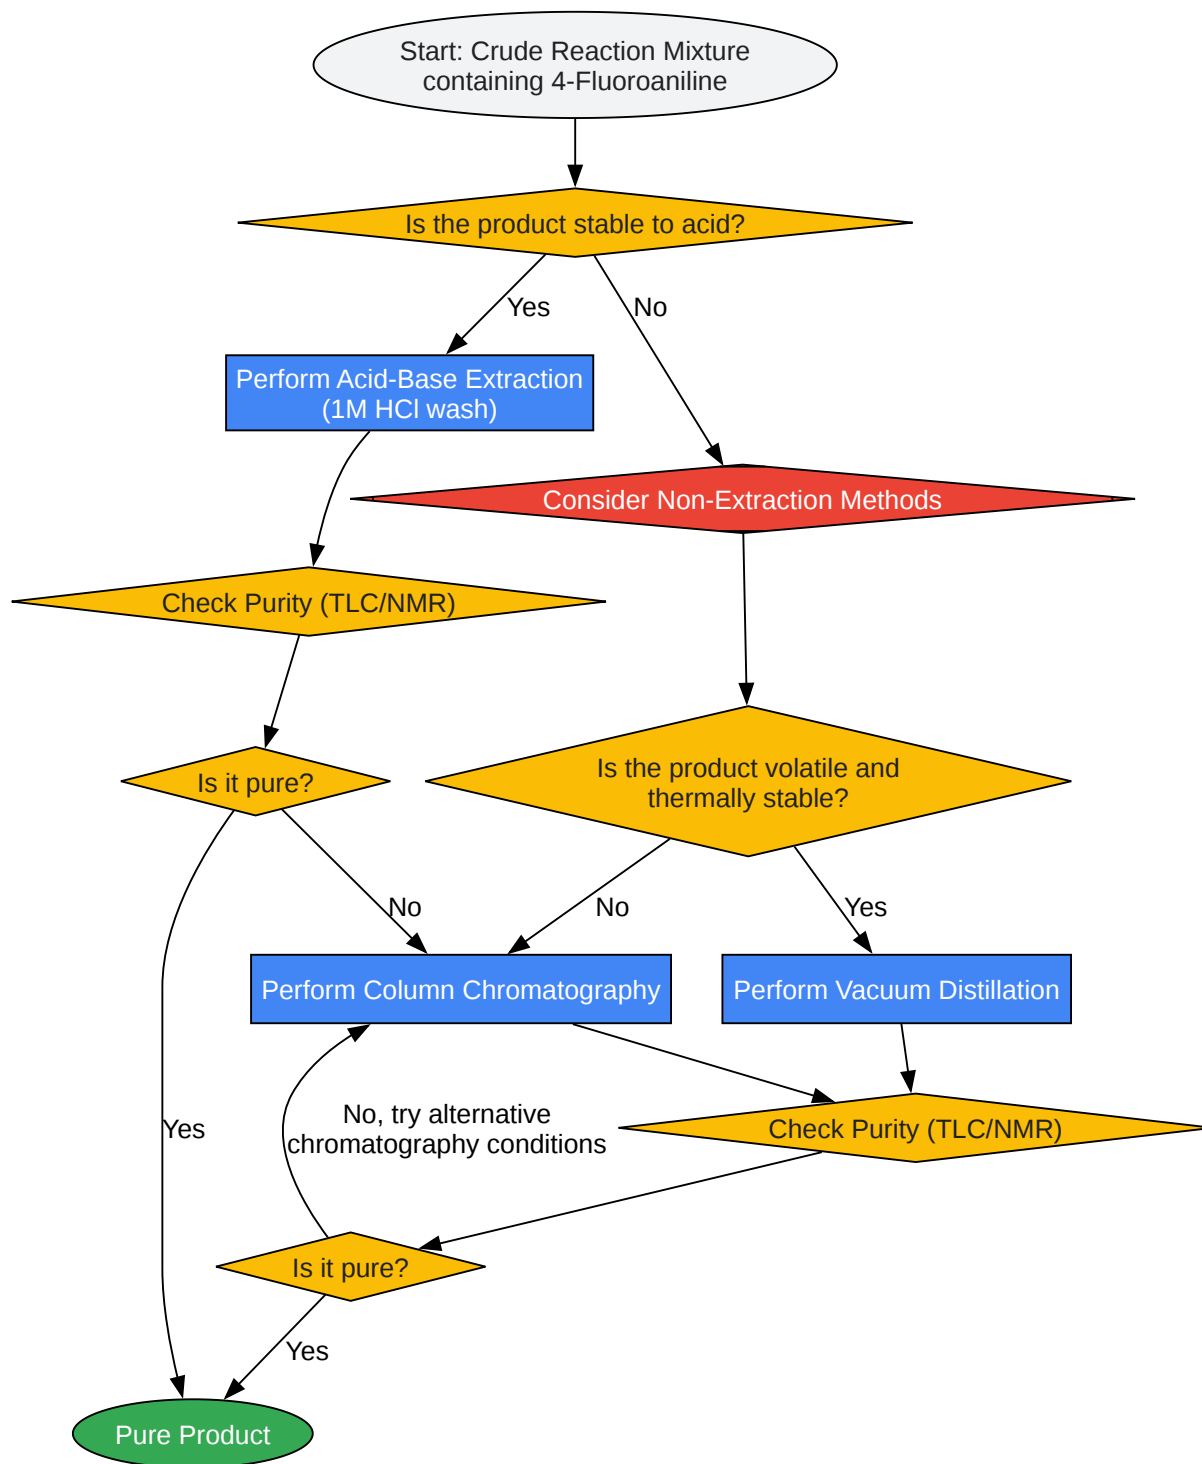 Start: Crude Reaction Mixture
containing 4-Fluoroaniline
Is the product stable to acid?
Yes
No
Perform Acid-Base Extraction
(1M HCl wash)
Consider Non-Extraction Methods
Check Purity (TLC/NMR)
Is it pure?
Is the product volatile and
thermally stable?
No
No
Yes
Perform Column Chromatography
Perform Vacuum Distillation
Yes
No, try alternative
chromatography conditions
Check Purity (TLC/NMR)
Is it pure?
Yes
Pure Product